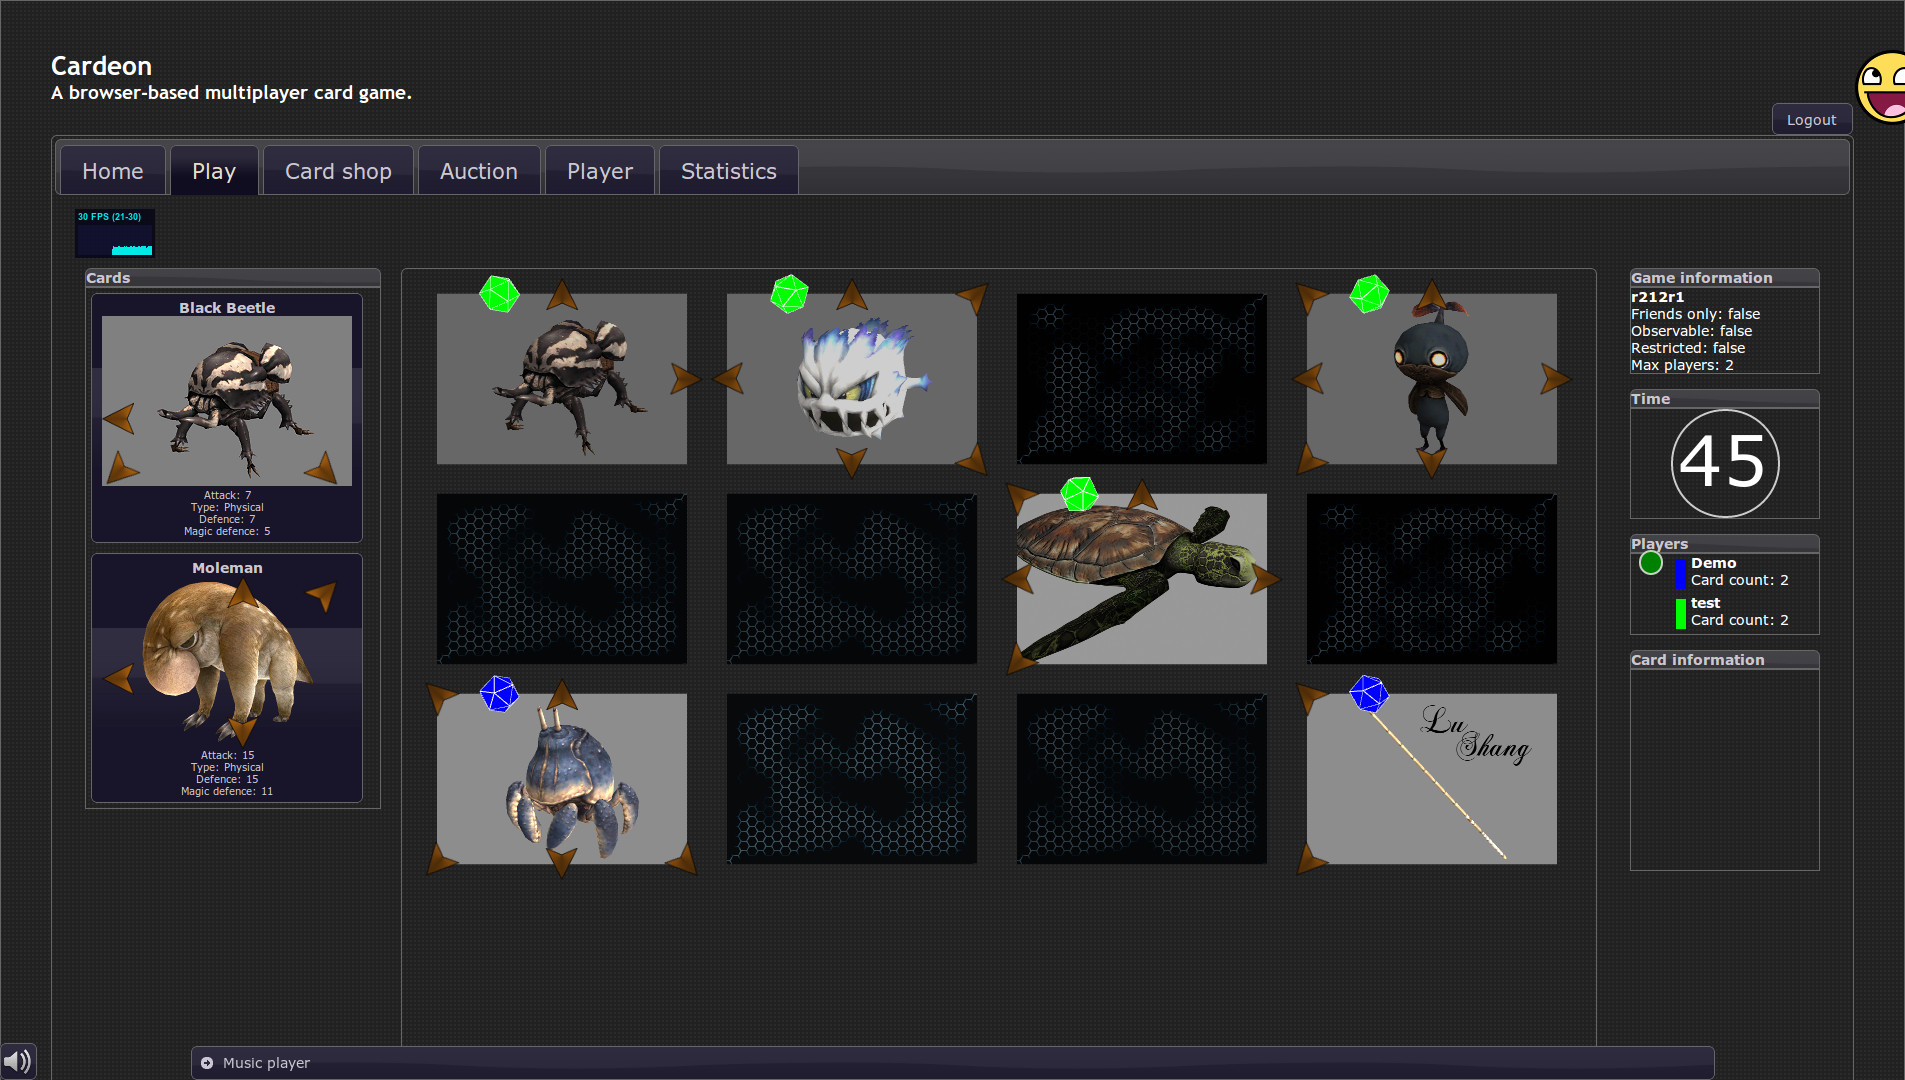 Cardeon
A browser-based multiplayer card game.
Logout
Home
Play
Card shop
Auction
Player
Statistics
30 FPS (21-30)
Cards
Black Beetle
Attack: 7
Type: Physical
Defence: 7
Magic defence: 5
Moleman
Attack: 15
Type: Physical
Defence: 15
Magic defence: 11
Lu
Shang
Game information
r212r1
Friends only: false
Observable: false
Restricted: false
Max players: 2
Time
45
Players
Demo
Card count: 2
test
Card count: 2
Card information
Music player